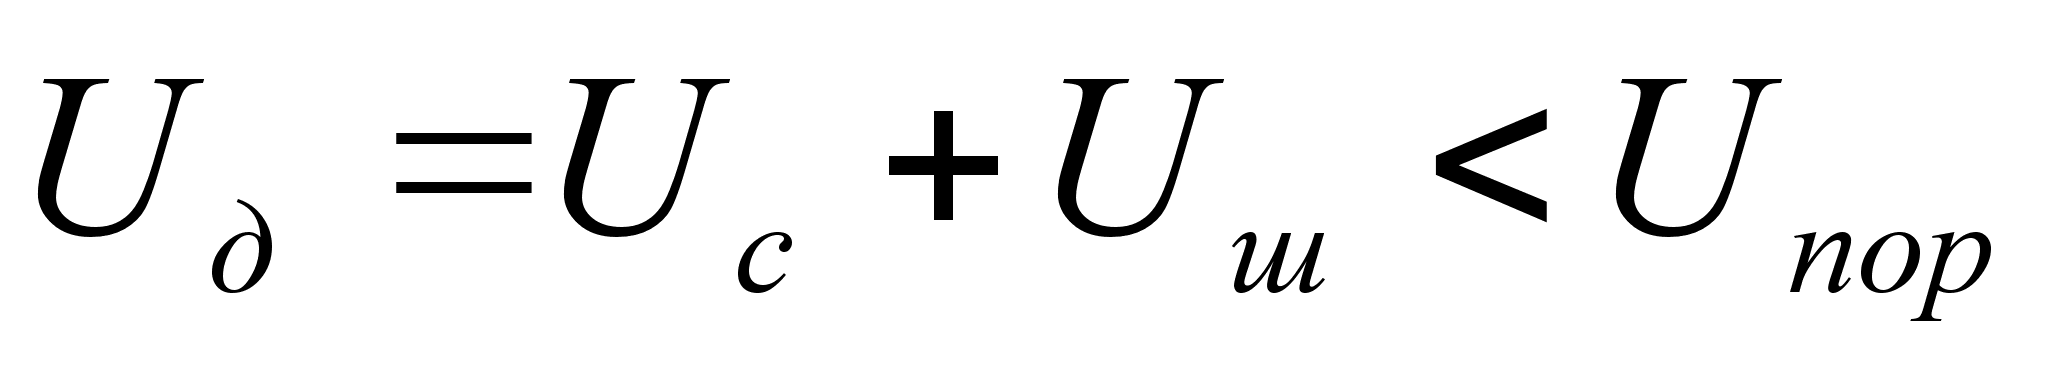 U_д = U_с + U_ш < U_пор